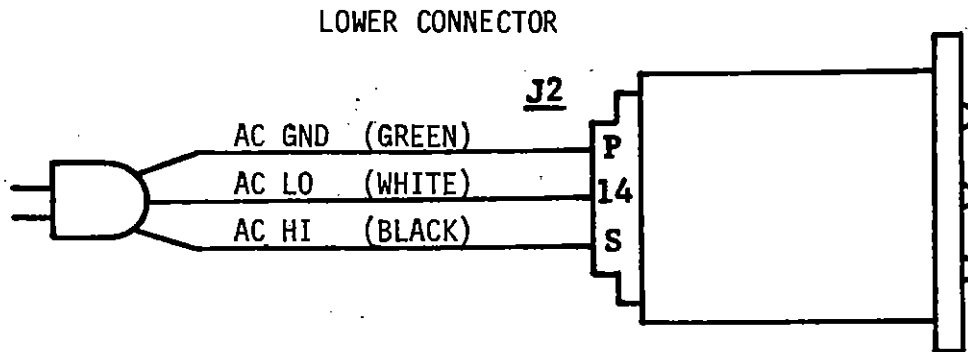 LOWER CONNECTOR
J2
AC GND (GREEN) P
AC LO (WHITE) 14
AC HI (BLACK) S